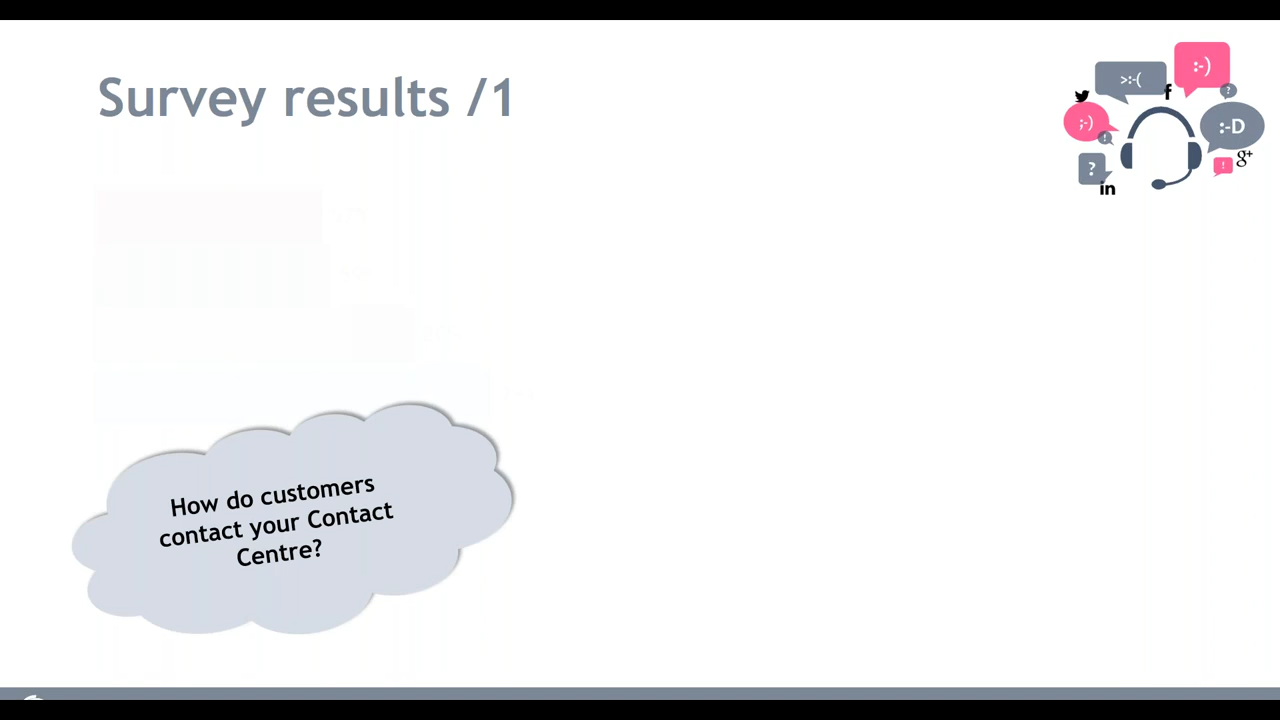 Survey results /1
>:-(
:-)
f
?
;-)
!
:-D
?
!
g+
in
How do customers
contact your Contact
Centre?